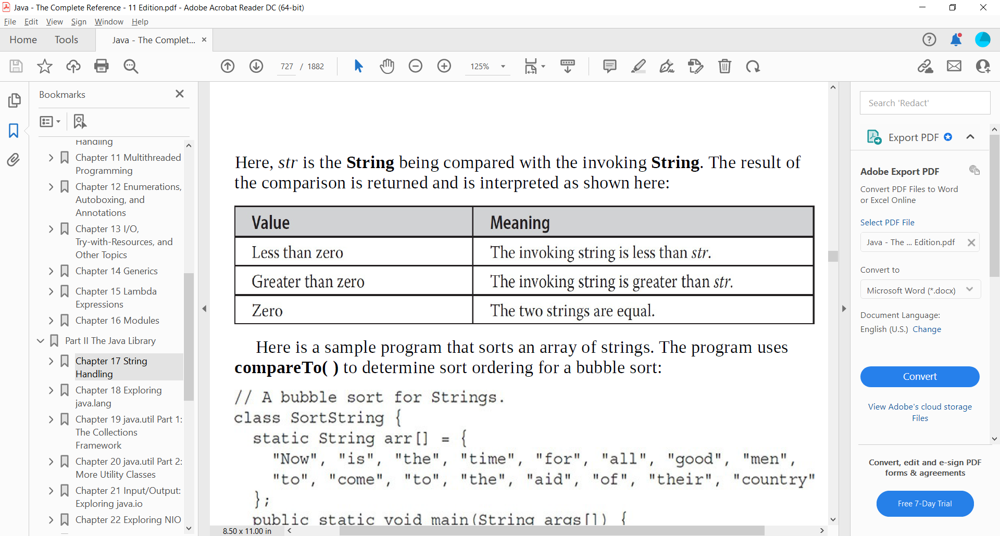 Java - The Complete Reference - 11 Edition.pdf - Adobe Acrobat Reader DC (64-bit)
File Edit View Sign Window Help
Home Tools Java - The Complet... ×
727 / 1882 125%
Bookmarks
Handling
Chapter 11 Multithreaded
Programming
Chapter 12 Enumerations,
Autoboxing, and
Annotations
Chapter 13 I/O,
Try-with-Resources, and
Other Topics
Chapter 14 Generics
Chapter 15 Lambda
Expressions
Chapter 16 Modules
Part II The Java Library
Chapter 17 String
Handling
Chapter 18 Exploring
java.lang
Chapter 19 java.util Part 1:
The Collections
Framework
Chapter 20 java.util Part 2:
More Utility Classes
Chapter 21 Input/Output:
Exploring java.io
Chapter 22 Exploring NIO
Here, str is the String being compared with the invoking String. The result of
the comparison is returned and is interpreted as shown here:
Value Meaning
Less than zero The invoking string is less than str.
Greater than zero The invoking string is greater than str.
Zero The two strings are equal.
Here is a sample program that sorts an array of strings. The program uses
compareTo( ) to determine sort ordering for a bubble sort:
// A bubble sort for Strings.
class SortString {
static String arr[] = {
"Now", "is", "the", "time", "for", "all", "good", "men",
"to", "come", "to", "the", "aid", "of", "their", "country"
};
public static void main(String args[]) {
8.50 x 11.00 in
Search 'Redact'
Export PDF
Adobe Export PDF
Convert PDF Files to Word
or Excel Online
Select PDF File
Java - The ... Edition.pdf
Convert to
Microsoft Word (*.docx)
Document Language:
English (U.S.) Change
Convert
View Adobe's cloud storage
Files
Convert, edit and e-sign PDF
forms & agreements
Free 7-Day Trial